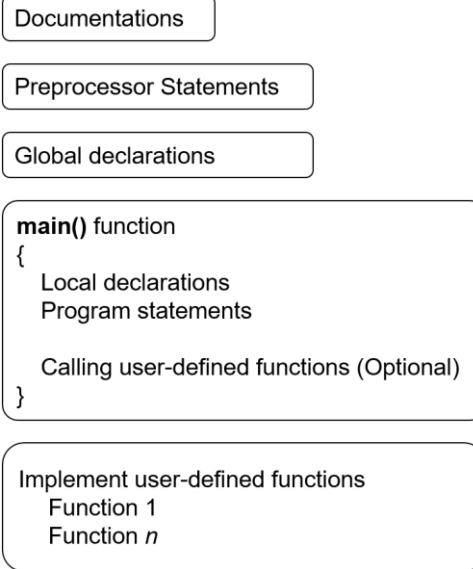 Documentations
Preprocessor Statements
Global declarations
main() function
{
Local declarations
Program statements
Calling user-defined functions (Optional)
}
Implement user-defined functions
Function 1
Function n